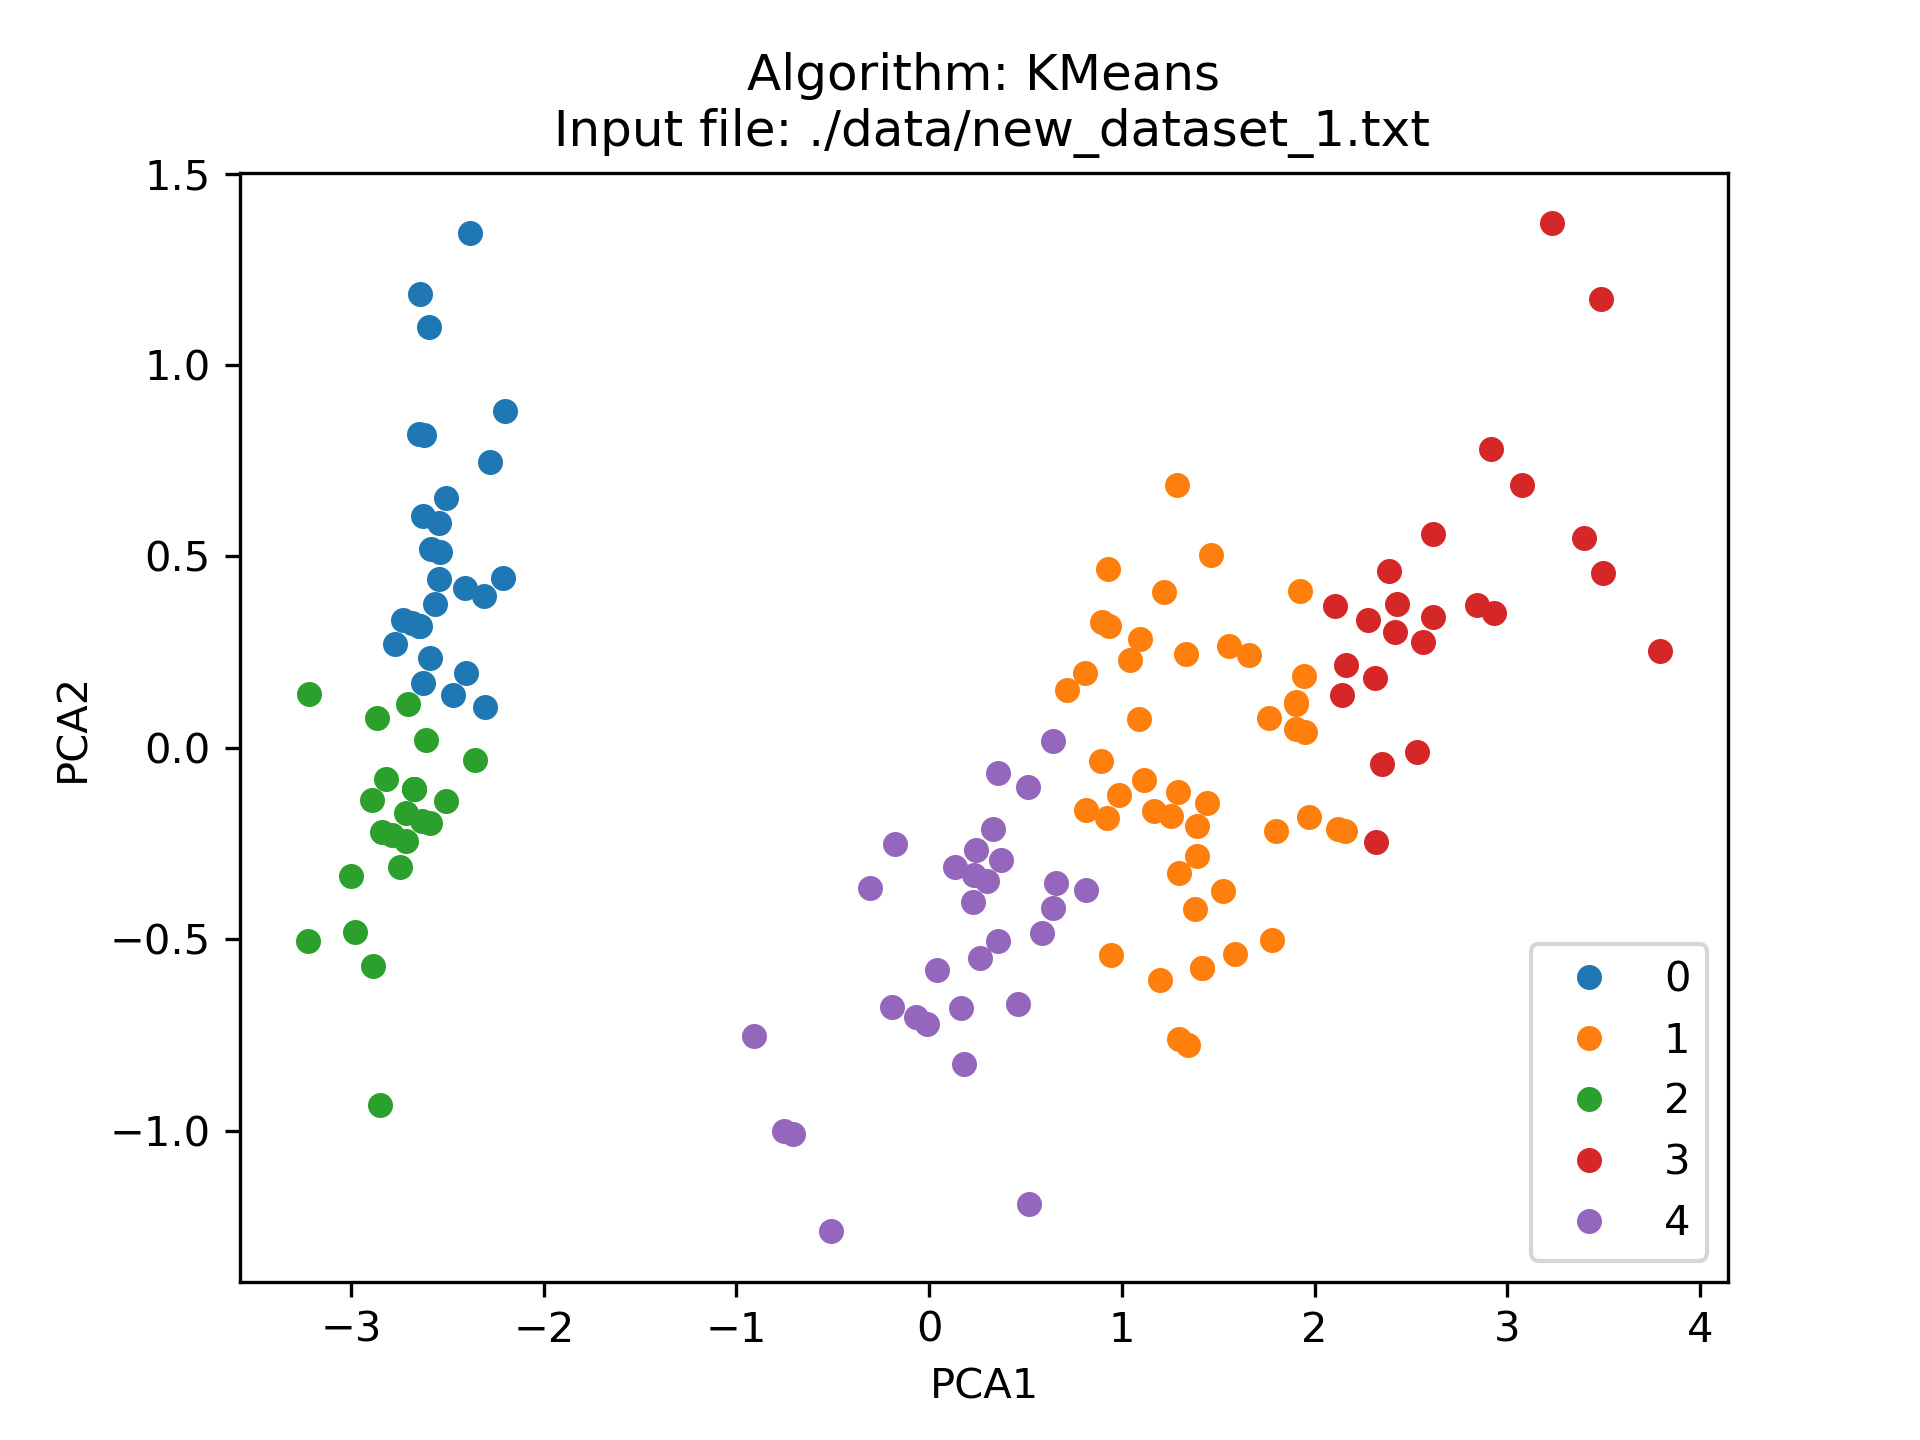 Algorithm: KMeans
Input file: ./data/new_dataset_1.txt
1.5
1.0
0.5
0.0
−0.5
−1.0
PCA2
−3 −2 −1 0 1 2 3 4
PCA1
0
1
2
3
4